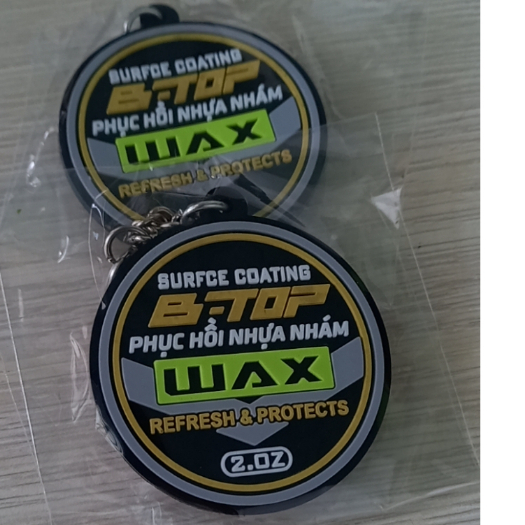 SURFCE COATING
B-TOP
PHỤC HỒI NHỰA NHÁM
WAX
REFRESH & PROTECTS
SURFCE COATING
B-TOP
PHỤC HỒI NHỰA NHÁM
WAX
REFRESH & PROTECTS
2.OZ